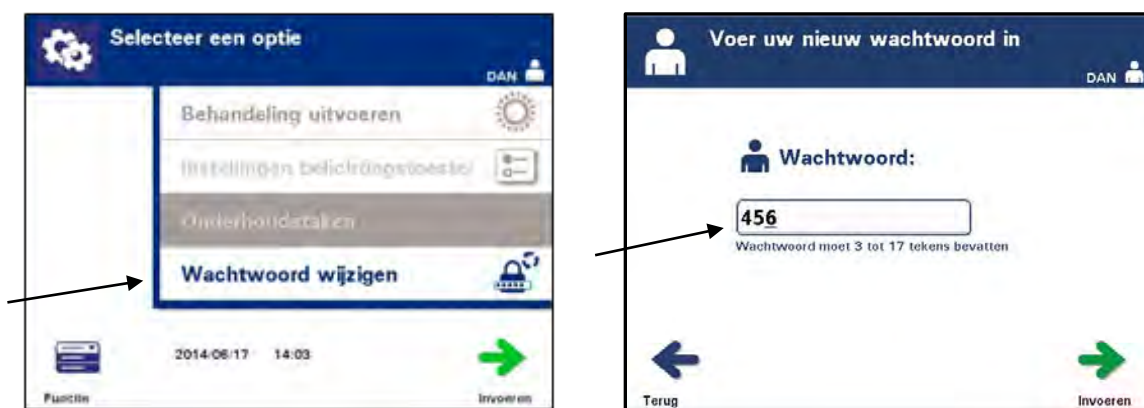 Selecteer een optie
DAN
Behandeling uitvoeren
Instellingen belichtingstoestel
Onderhoudstaken
Wachtwoord wijzigen
2014/06/17 14:03
Functie
Invoeren
Voer uw nieuw wachtwoord in
DAN
Wachtwoord:
456
Wachtwoord moet 3 tot 17 tekens bevatten
Terug
Invoeren